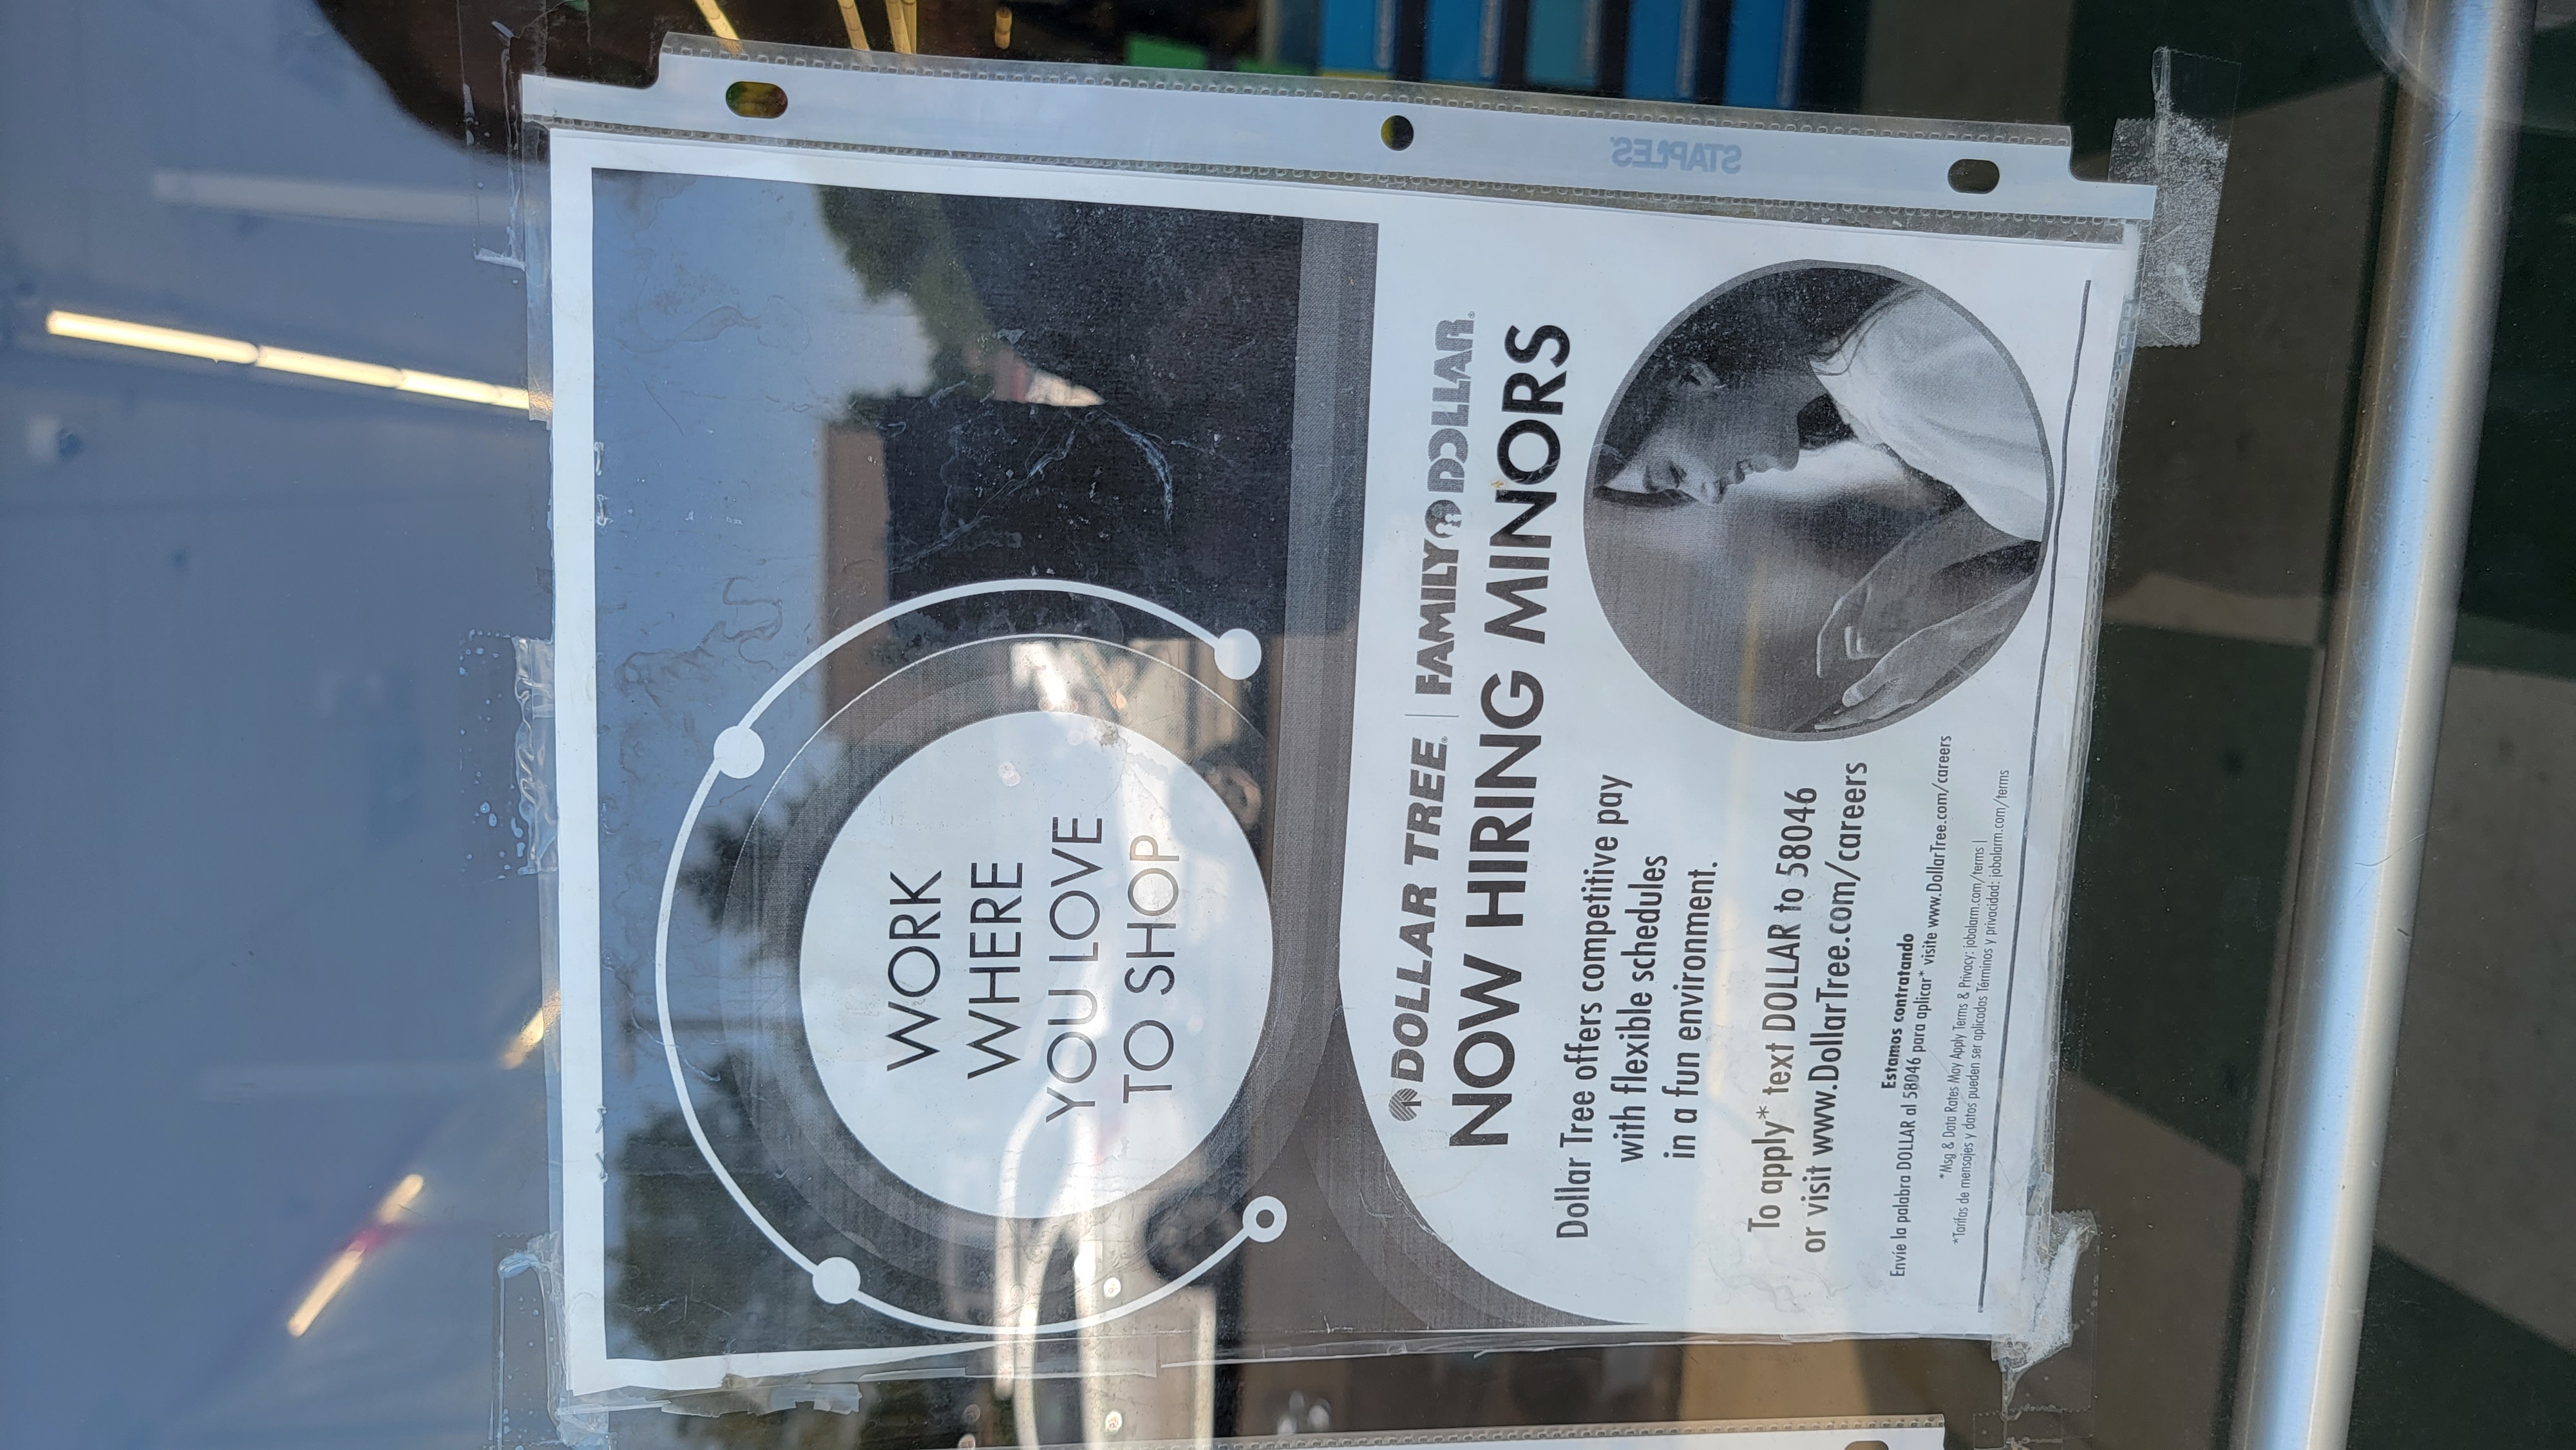 WORK
WHERE
YOU LOVE
TO SHOP
DOLLAR TREE. | FAMILY DOLLAR®
NOW HIRING MINORS
Dollar Tree offers competitive pay
with flexible schedules
in a fun environment.
To apply* text DOLLAR to 58046
or visit www.DollarTree.com/careers
Estamos contratando
Envíe la palabra DOLLAR al 58046 para aplicar* visite www.DollarTree.com/careers
*Msg & Data Rates May Apply Terms & Privacy: jobalarm.com/terms |
*Tarifas de mensajes y datos pueden ser aplicadas Términos y privacidad: jobalarm.com/terms
STAPLES